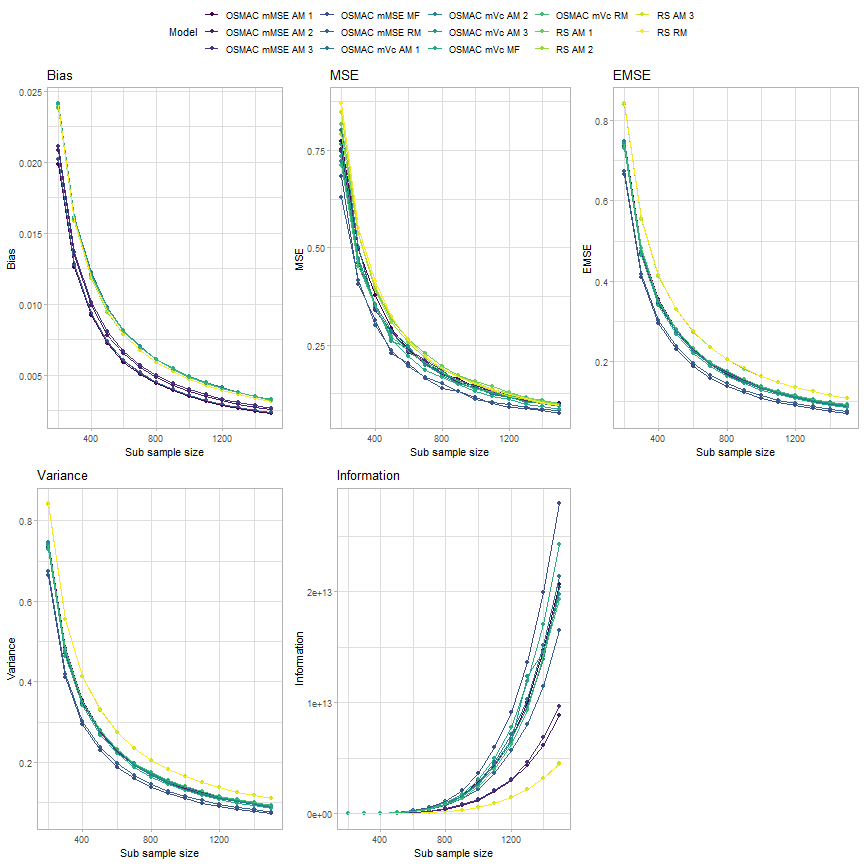 OSMAC mMSE AM 1 OSMAC mMSE MF OSMAC mVc AM 2 OSMAC mVc RM RS AM 3
Model OSMAC mMSE AM 2 OSMAC mMSE RM OSMAC mVc AM 3 RS AM 1 RS RM
OSMAC mMSE AM 3 OSMAC mVc AM 1 OSMAC mVc MF RS AM 2
Bias MSE EMSE
0.025
0.020
0.015
0.010
0.005
Bias
400 800 1200
Sub sample size
0.75
0.50
0.25
MSE
400 800 1200
Sub sample size
0.8
0.6
0.4
0.2
EMSE
400 800 1200
Sub sample size
Variance Information
0.8
0.6
0.4
0.2
Variance
400 800 1200
Sub sample size
2e+13
1e+13
0e+00
Information
400 800 1200
Sub sample size